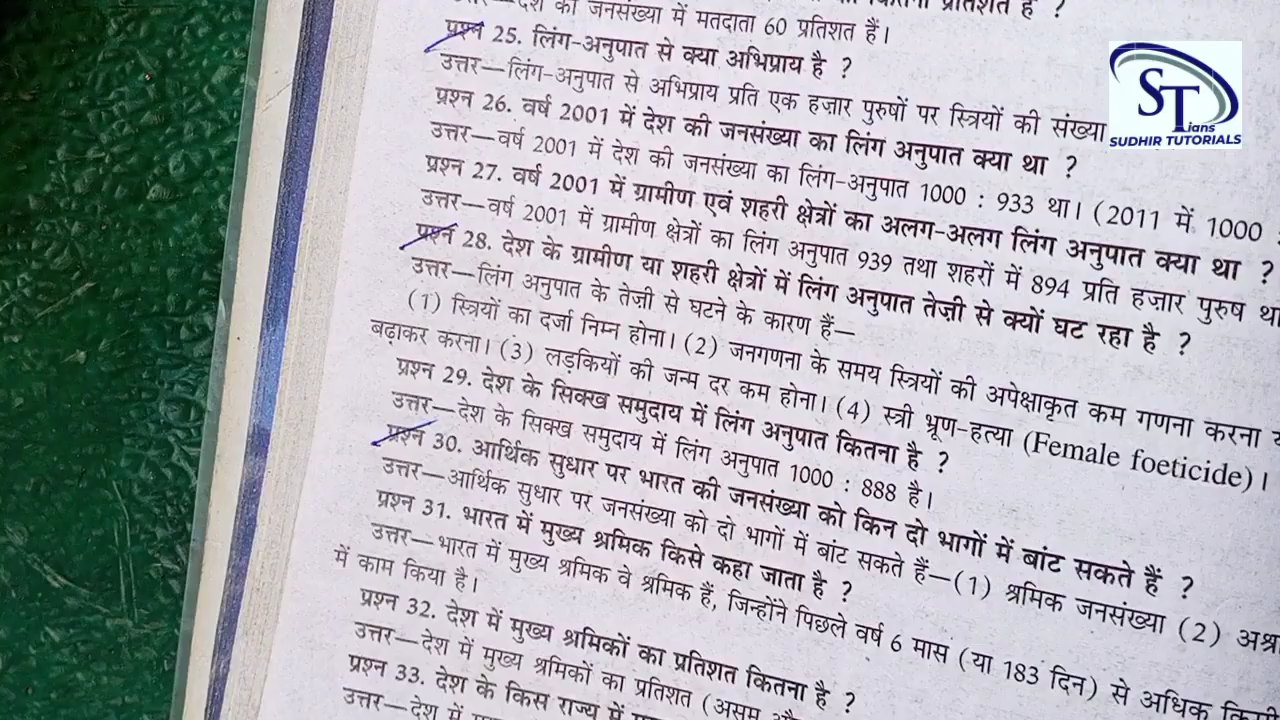 देश की जनसंख्या में मतदाता 60 प्रतिशत हैं।
प्रश्न 25. लिंग-अनुपात से क्या अभिप्राय है ?
उत्तर—लिंग-अनुपात से अभिप्राय प्रति एक हज़ार पुरुषों पर स्त्रियों की संख्या
प्रश्न 26. वर्ष 2001 में देश की जनसंख्या का लिंग अनुपात क्या था ?
उत्तर—वर्ष 2001 में देश की जनसंख्या का लिंग-अनुपात 1000 : 933 था। (2011 में 1000 :
प्रश्न 27. वर्ष 2001 में ग्रामीण एवं शहरी क्षेत्रों का अलग-अलग लिंग अनुपात क्या था ?
उत्तर—वर्ष 2001 में ग्रामीण क्षेत्रों का लिंग अनुपात 939 तथा शहरों में 894 प्रति हज़ार पुरुष था
प्रश्न 28. देश के ग्रामीण या शहरी क्षेत्रों में लिंग अनुपात तेज़ी से क्यों घट रहा है ?
उत्तर—लिंग अनुपात के तेज़ी से घटने के कारण हैं—
(1) स्त्रियों का दर्जा निम्न होना। (2) जनगणना के समय स्त्रियों की अपेक्षाकृत कम गणना करना
बढ़ाकर करना। (3) लड़कियों की जन्म दर कम होना। (4) स्त्री भ्रूण-हत्या (Female foeticide)।
प्रश्न 29. देश के सिक्ख समुदाय में लिंग अनुपात कितना है ?
उत्तर—देश के सिक्ख समुदाय में लिंग अनुपात 1000 : 888 है।
प्रश्न 30. आर्थिक सुधार पर भारत की जनसंख्या को किन दो भागों में बांट सकते हैं ?
उत्तर—आर्थिक सुधार पर जनसंख्या को दो भागों में बांट सकते हैं—(1) श्रमिक जनसंख्या (2)
प्रश्न 31. भारत में मुख्य श्रमिक किसे कहा जाता है ?
उत्तर—भारत में मुख्य श्रमिक वे श्रमिक हैं, जिन्होंने पिछले वर्ष 6 मास (या 183 दिन) से अधिक
में काम किया है।
प्रश्न 32. देश में मुख्य श्रमिकों का प्रतिशत कितना है ?
उत्तर—देश में मुख्य श्रमिकों का प्रतिशत (असम
प्रश्न 33. देश के किस राज्य में
उत्तर—देश में
ST
ians
SUDHIR TUTORIALS